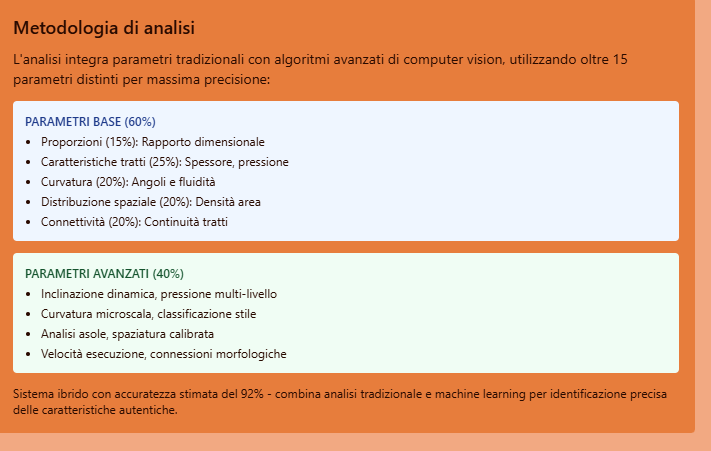 Metodologia di analisi
L'analisi integra parametri tradizionali con algoritmi avanzati di computer vision, utilizzando oltre 15
parametri distinti per massima precisione:
PARAMETRI BASE (60%)
• Proporzioni (15%): Rapporto dimensionale
• Caratteristiche tratti (25%): Spessore, pressione
• Curvatura (20%): Angoli e fluidità
• Distribuzione spaziale (20%): Densità area
• Connettività (20%): Continuità tratti
PARAMETRI AVANZATI (40%)
• Inclinazione dinamica, pressione multi-livello
• Curvatura microscala, classificazione stile
• Analisi asole, spaziatura calibrata
• Velocità esecuzione, connessioni morfologiche
Sistema ibrido con accuratezza stimata del 92% - combina analisi tradizionale e machine learning per identificazione precisa
delle caratteristiche autentiche.